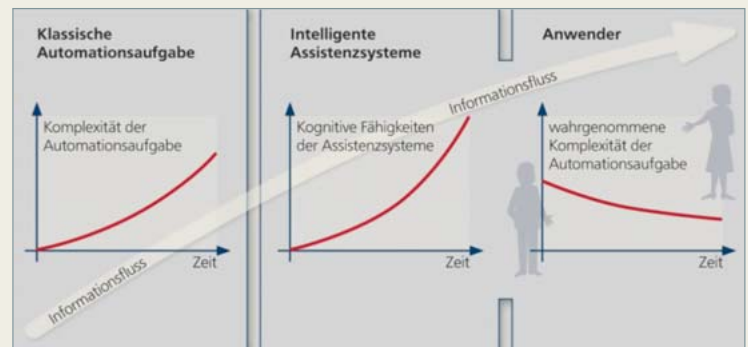 Klassische
Automationsaufgabe
Intelligente
Assistenzsysteme
Anwender
Informationsfluss
Komplexität der
Automationsaufgabe
Kognitive Fähigkeiten
der Assistenzsysteme
wahrgenommene
Komplexität der
Automationsaufgabe
Zeit
Zeit
Zeit
Informationsfluss